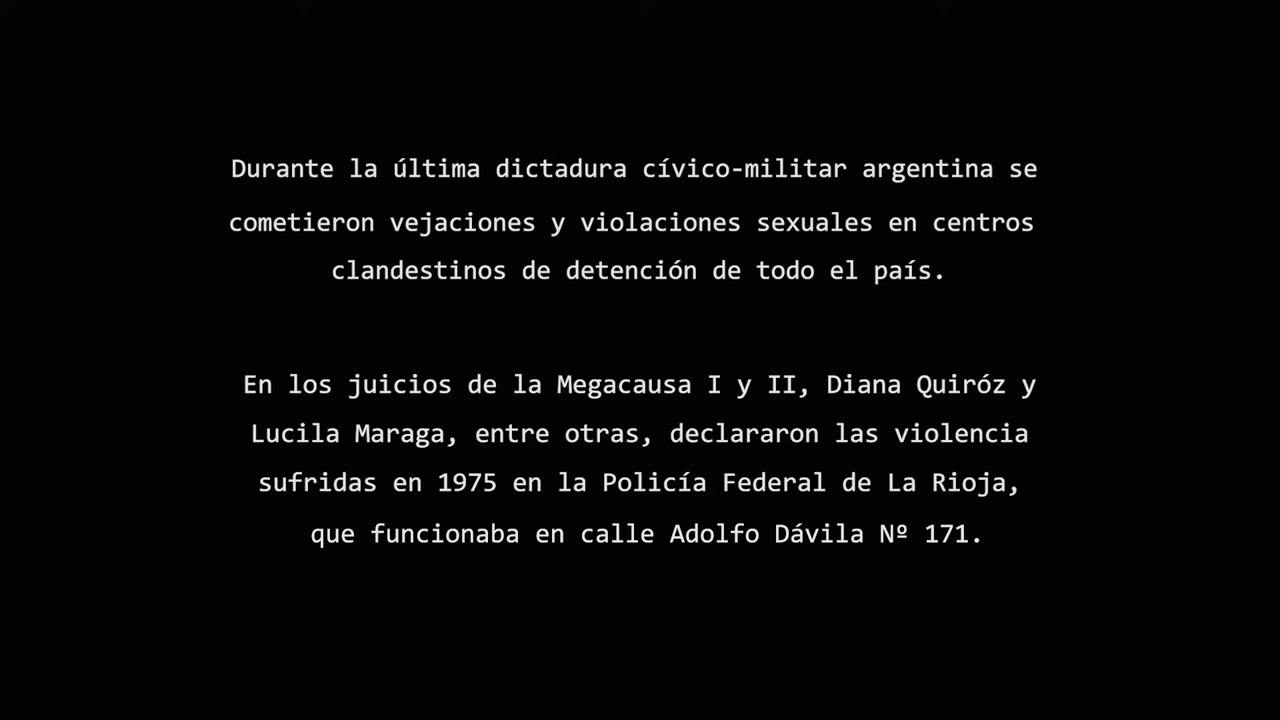 Durante la última dictadura cívico-militar argentina se
cometieron vejaciones y violaciones sexuales en centros
clandestinos de detención de todo el país.
En los juicios de la Megacausa I y II, Diana Quiróz y
Lucila Maraga, entre otras, declararon las violencia
sufridas en 1975 en la Policía Federal de La Rioja,
que funcionaba en calle Adolfo Dávila Nº 171.